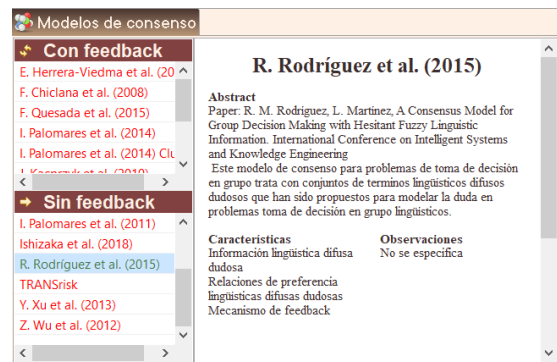 Modelos de consenso
Con feedback
E. Herrera-Viedma et al. (20
F. Chiclana et al. (2008)
F. Quesada et al. (2015)
I. Palomares et al. (2014)
I. Palomares et al. (2014) Clu
Sin feedback
I. Palomares et al. (2011)
Ishizaka et al. (2018)
R. Rodríguez et al. (2015)
TRANSrisk
Y. Xu et al. (2013)
Z. Wu et al. (2012)
R. Rodríguez et al. (2015)
Abstract
Paper: R. M. Rodriguez, L. Martinez, A Consensus Model for
Group Decision Making with Hesitant Fuzzy Linguistic
Information. International Conference on Intelligent Systems
and Knowledge Engineering
Este modelo de consenso para problemas de toma de decisión
en grupo trata con conjuntos de terminos lingüisticos difusos
dudosos que han sido propuestos para modelar la duda en
problemas toma de decisión en grupo lingüisticos.
Características
Información lingüistica difusa
dudosa
Relaciones de preferencia
lingüisticas difusas dudosas
Mecanismo de feedback
Observaciones
No se especifica